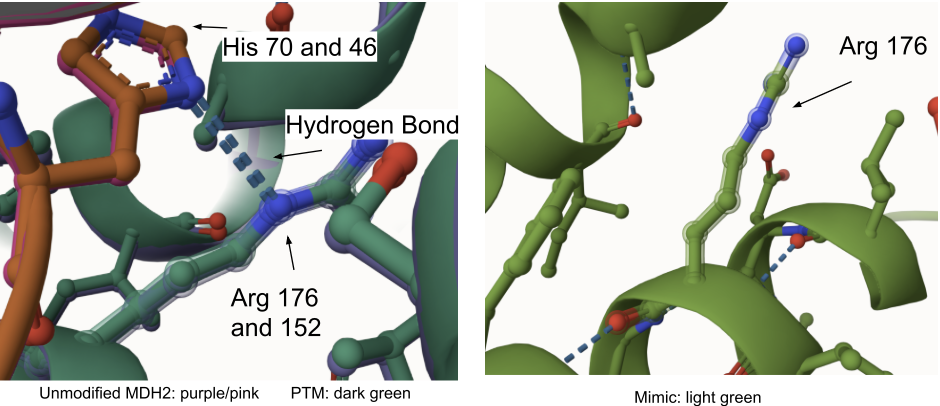 His 70 and 46
Hydrogen Bond
Arg 176
and 152
Arg 176
Unmodified MDH2: purple/pink PTM: dark green
Mimic: light green